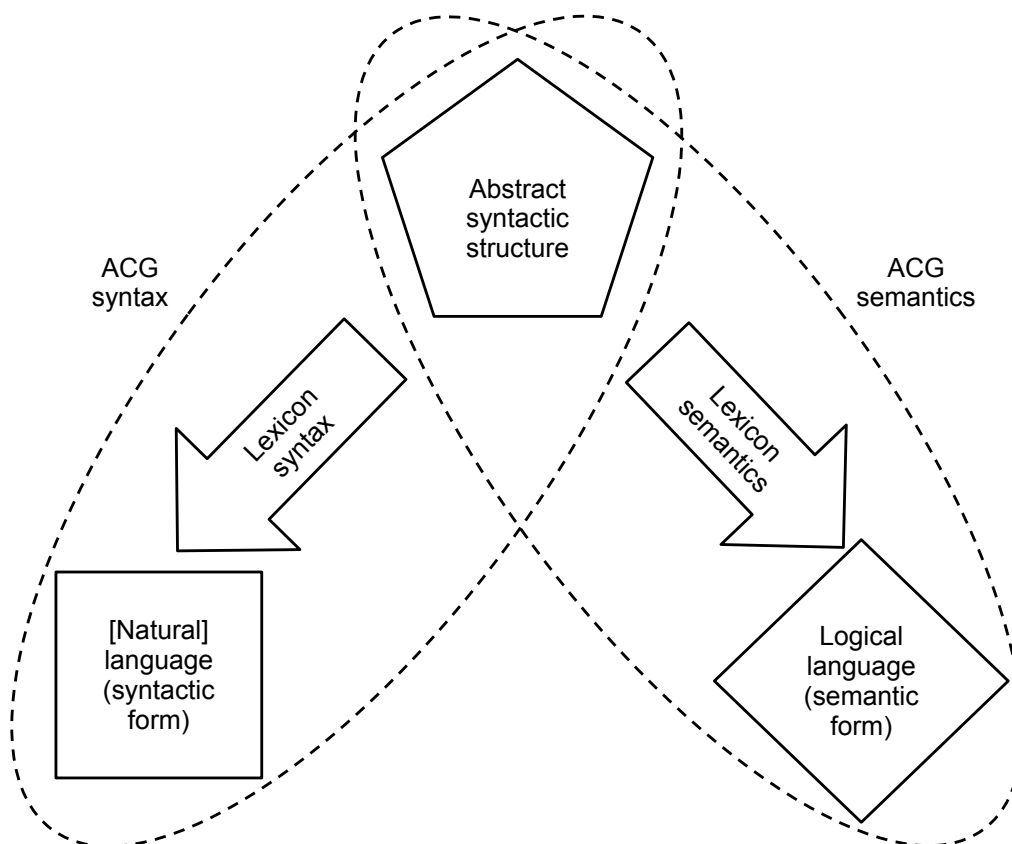 Abstract
syntactic
structure
ACG
syntax
ACG
semantics
Lexicon
syntax
Lexicon
semantics
[Natural]
language
(syntactic
form)
Logical
language
(semantic
form)